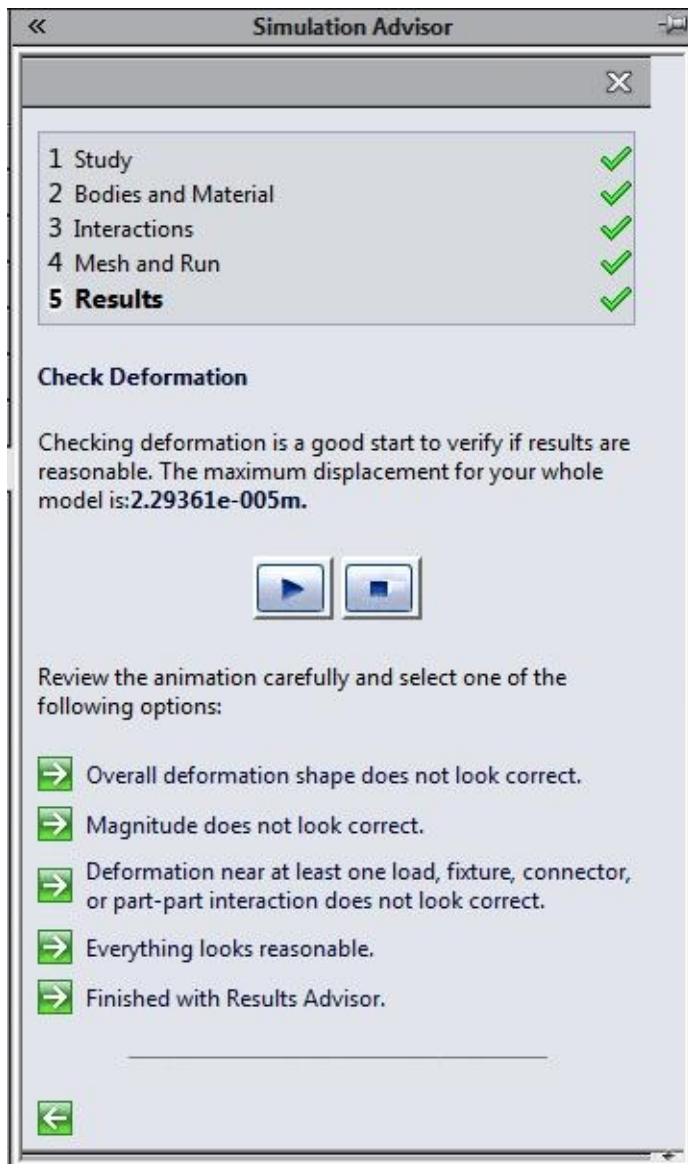 Simulation Advisor
1 Study
2 Bodies and Material
3 Interactions
4 Mesh and Run
5 Results
Check Deformation
Checking deformation is a good start to verify if results are
reasonable. The maximum displacement for your whole
model is:2.29361e-005m.
Review the animation carefully and select one of the
following options:
Overall deformation shape does not look correct.
Magnitude does not look correct.
Deformation near at least one load, fixture, connector,
or part-part interaction does not look correct.
Everything looks reasonable.
Finished with Results Advisor.